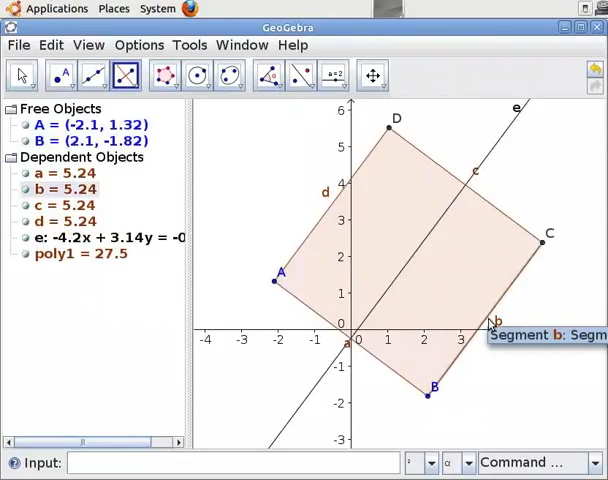 Applications Places System
GeoGebra
File Edit View Options Tools Window Help
A a=2
Free Objects
A = (-2.1, 1.32)
B = (2.1, -1.82)
Dependent Objects
a = 5.24
b = 5.24
c = 5.24
d = 5.24
e: -4.2x + 3.14y = -0
poly1 = 27.5
6
e
D
5
c
4
d
3
C
2
A
1
0
b
-4 -3 -2 -1 0 1 2 3
a
Segment b: Segm
-1
B
-2
-3
Input: ² α Command ...